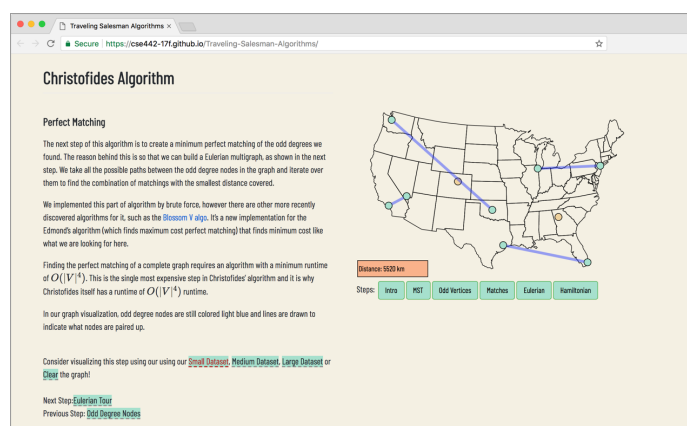 Traveling Salesman Algorithms ×
Secure | https://cse442-17f.github.io/Traveling-Salesman-Algorithms/
Christofides Algorithm
Perfect Matching
The next step of this algorithm is to create a minimum perfect matching of the odd degrees we
found. The reason behind this is so that we can build a Eulerian multigraph, as shown in the next
step. We take all the possible paths between the odd degree nodes in the graph and iterate over
them to find the combination of matchings with the smallest distance covered.
We implemented this part of algorithm by brute force, however there are other more recently
discovered algorithms for it, such as the Blossom V algo. It's a new implementation for the
Edmond's algorithm (which finds maximum cost perfect matching) that finds minimum cost like
what we are looking for here.
Finding the perfect matching of a complete graph requires an algorithm with a minimum runtime
of O(|V|⁴). This is the single most expensive step in Christofides' algorithm and it is why
Christofides itself has a runtime of O(|V|⁴) runtime.
In our graph visualization, odd degree nodes are still colored light blue and lines are drawn to
indicate what nodes are paired up.
Consider visualizing this step using our using our Small Dataset, Medium Dataset, Large Dataset or
Clear the graph!
Next Step:Eulerian Tour
Previous Step: Odd Degree Nodes
Distance: 5520 km
Steps: Intro MST Odd Vertices Matches Eulerian Hamiltonian